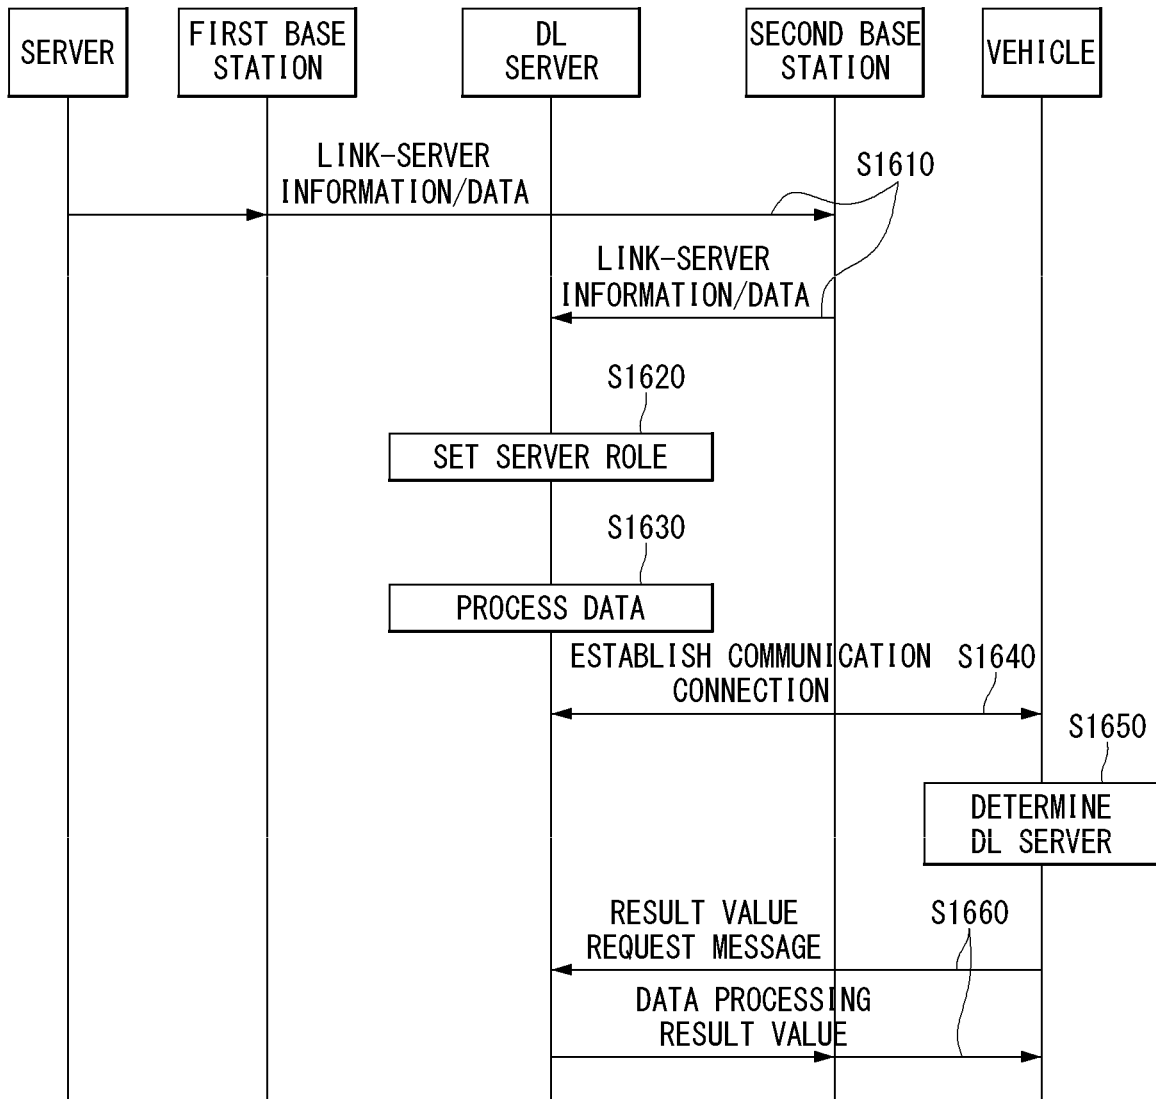 SERVER
FIRST BASE
STATION
DL
SERVER
SECOND BASE
STATION
VEHICLE
LINK-SERVER
INFORMATION/DATA
S1610
LINK-SERVER
INFORMATION/DATA
S1620
SET SERVER ROLE
S1630
PROCESS DATA
ESTABLISH COMMUNICATION
CONNECTION
S1640
S1650
DETERMINE
DL SERVER
RESULT VALUE
REQUEST MESSAGE
S1660
DATA PROCESSING
RESULT VALUE